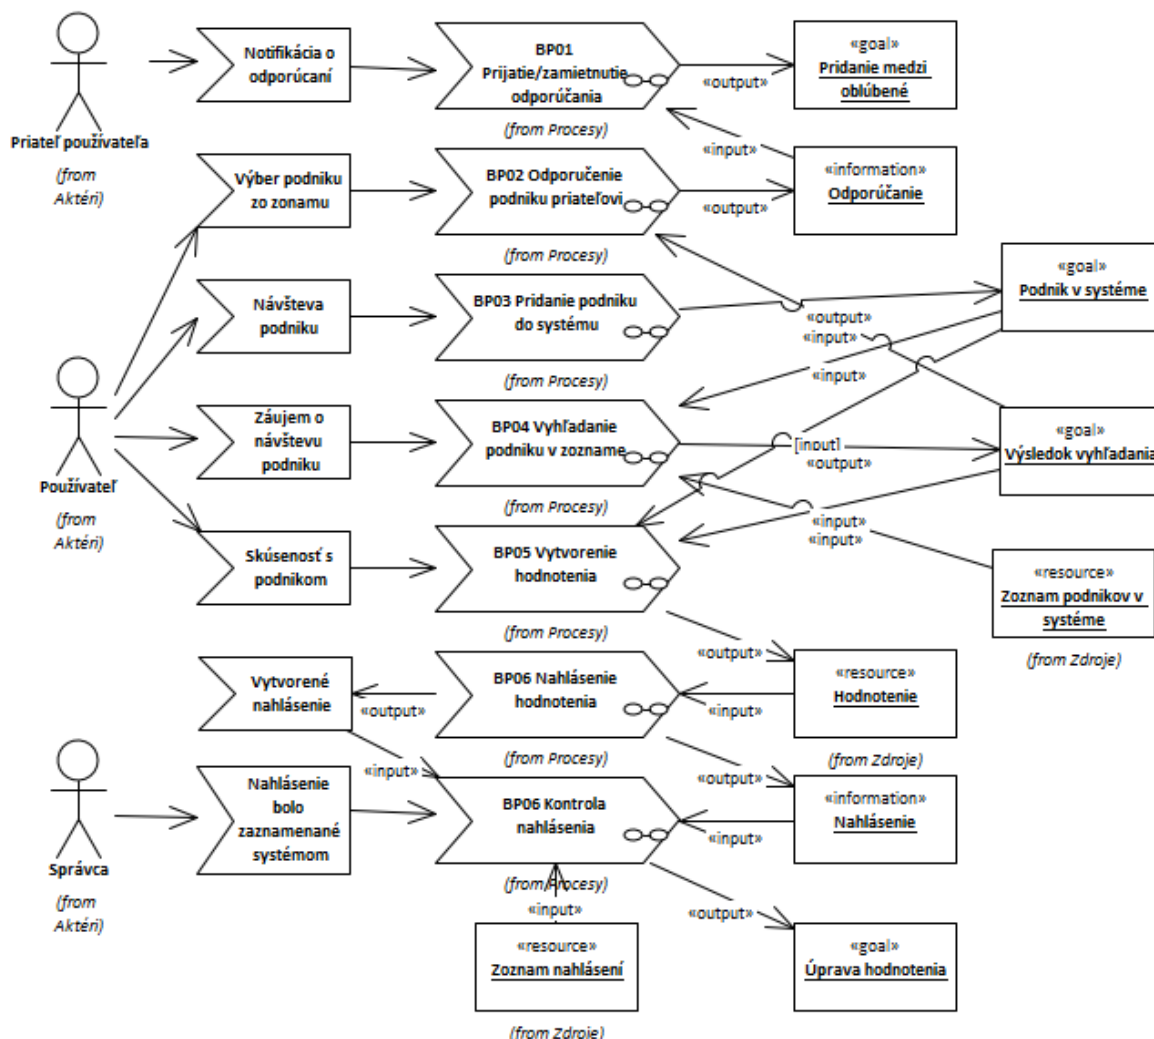 Notifikácia o
odporúcaní
BP01
Prijatie/zamietnutie
odporúčania
(from Procesy)
«output»
«goal»
Pridanie medzi
oblúbené
Priateľ používateľa
(from
Aktéri)
«input»
Výber podniku
zo zonamu
BP02 Odporučenie
podniku priateľovi
(from Procesy)
«output»
«information»
Odporúčanie
Návšteva
podniku
BP03 Pridanie podniku
do systému
(from Procesy)
«output»
«input»
«input»
«goal»
Podnik v systéme
Používateľ
(from
Aktéri)
Záujem o
návštevu
podniku
BP04 Vyhľadanie
podniku v zozname
(from Procesy)
[input]
«output»
«goal»
Výsledok vyhľadania
«input»
«input»
Skúsenosť s
podnikom
BP05 Vytvorenie
hodnotenia
(from Procesy)
«resource»
Zoznam podnikov v
systéme
(from Zdroje)
«output»
Vytvorené
nahlásenie
«output»
BP06 Nahlásenie
hodnotenia
(from Procesy)
«input»
«resource»
Hodnotenie
(from Zdroje)
«input»
«output»
Správca
(from
Aktéri)
Nahlásenie
bolo
zaznamenané
systémom
BP06 Kontrola
nahlásenia
(from Procesy)
«input»
«information»
Nahlásenie
«input»
«output»
«resource»
Zoznam nahlásení
(from Zdroje)
«goal»
Úprava hodnotenia